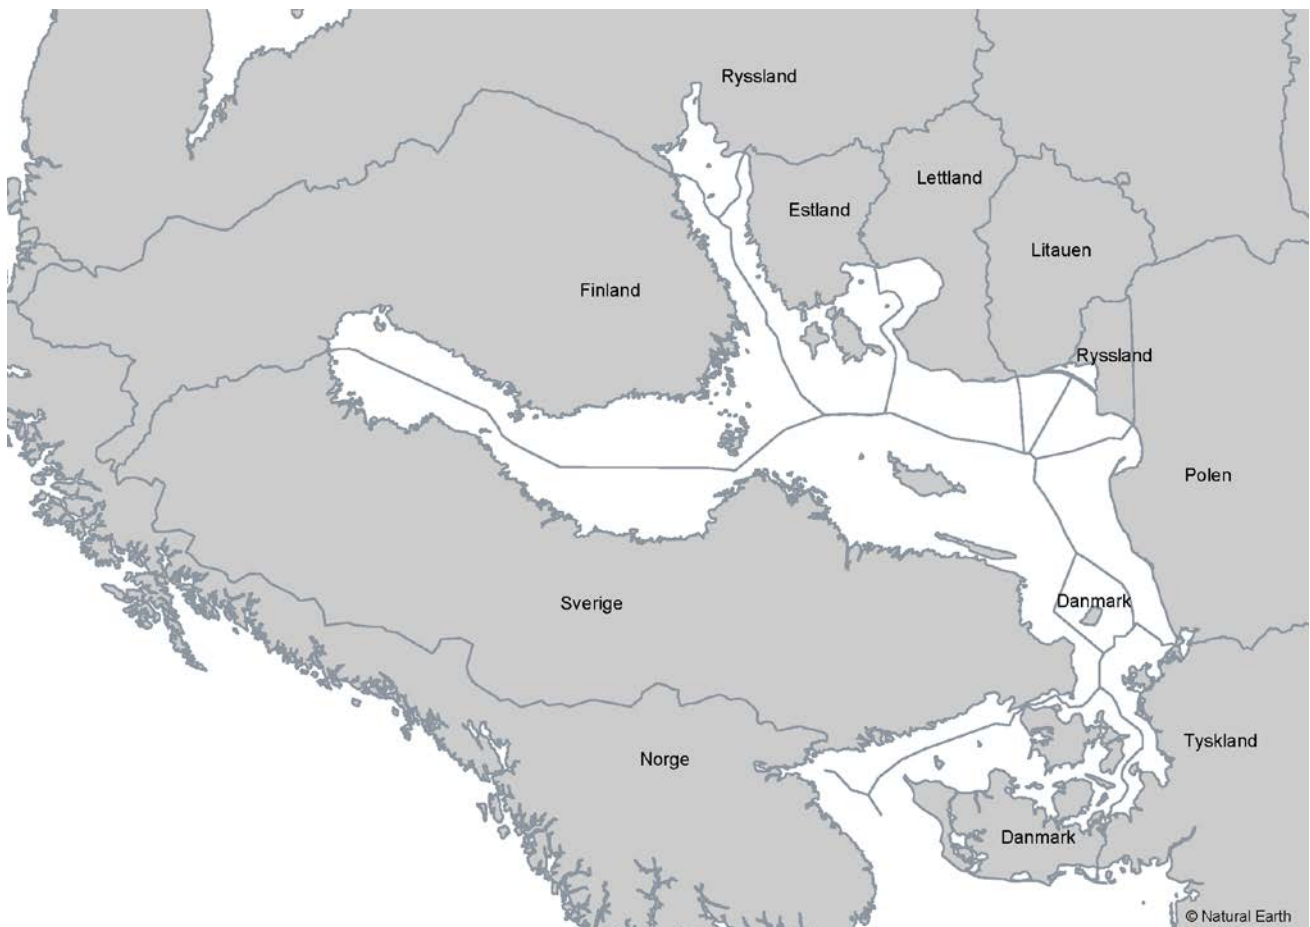 Ryssland
Lettland
Estland
Litauen
Finland
Ryssland
Polen
Sverige
Danmark
Tyskland
Norge
Danmark
© Natural Earth